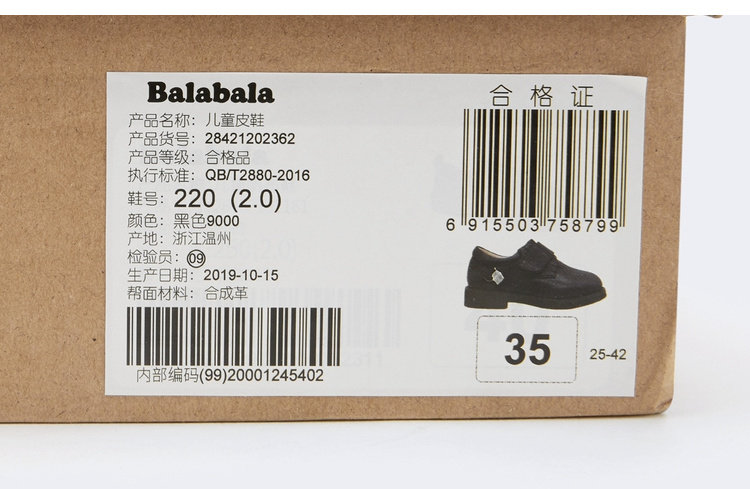 Balabala
合格证
产品名称：儿童皮鞋
产品货号：28421202362
产品等级：合格品
执行标准：QB/T2880-2016
鞋号：220 (2.0)
颜色：黑色9000
产地：浙江温州
检验员：09
生产日期：2019-10-15
帮面材料：合成革
内部编码(99)20001245402
6 915503 758799
35
25-42